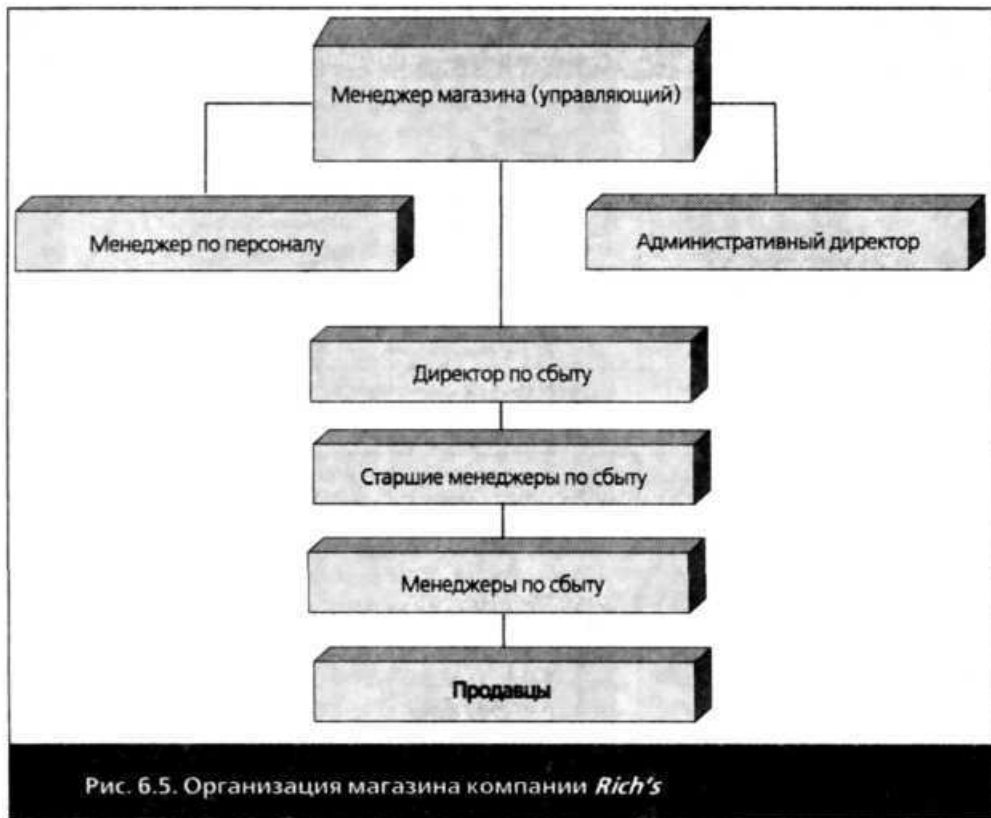 Менеджер магазина (управляющий)
Менеджер по персоналу
Административный директор
Директор по сбыту
Старшие менеджеры по сбыту
Менеджеры по сбыту
Продавцы
Рис. 6.5. Организация магазина компании Rich's